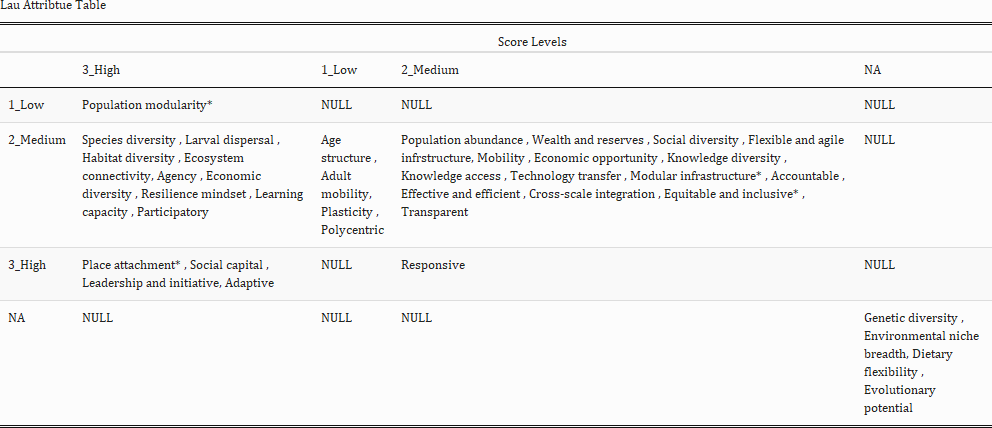 Lau Attribtue Table
Score Levels
3_High 1_Low 2_Medium NA
1_Low Population modularity* NULL NULL NULL
2_Medium Species diversity , Larval dispersal , Age Population abundance , Wealth and reserves , Social diversity , Flexible and agile NULL
Habitat diversity , Ecosystem structure , infrstructure, Mobility , Economic opportunity , Knowledge diversity ,
connectivity, Agency , Economic Adult Knowledge access , Technology transfer , Modular infrastructure* , Accountable ,
diversity , Resilience mindset , Learning mobility, Effective and efficient , Cross-scale integration , Equitable and inclusive* ,
capacity , Participatory Plasticity , Transparent
Polycentric
3_High Place attachment* , Social capital , NULL Responsive NULL
Leadership and initiative, Adaptive
NA NULL NULL NULL Genetic diversity ,
Environmental niche
breadth, Dietary
flexibility ,
Evolutionary
potential